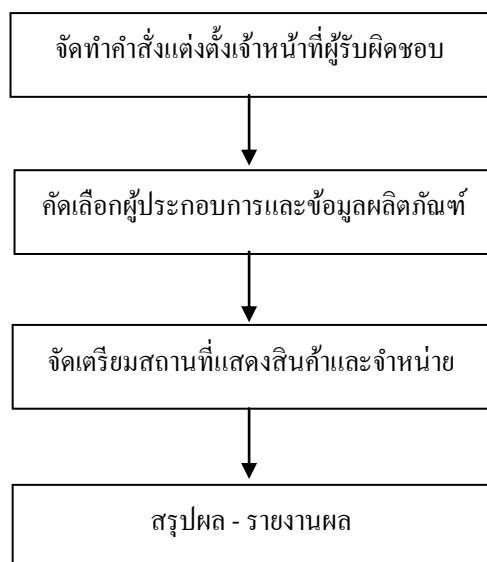 จัดทำคำสั่งแต่งตั้งเจ้าหน้าที่ผู้รับผิดชอบ
คัดเลือกผู้ประกอบการและข้อมูลผลิตภัณฑ์
จัดเตรียมสถานที่แสดงสินค้าและจำหน่าย
สรุปผล - รายงานผล